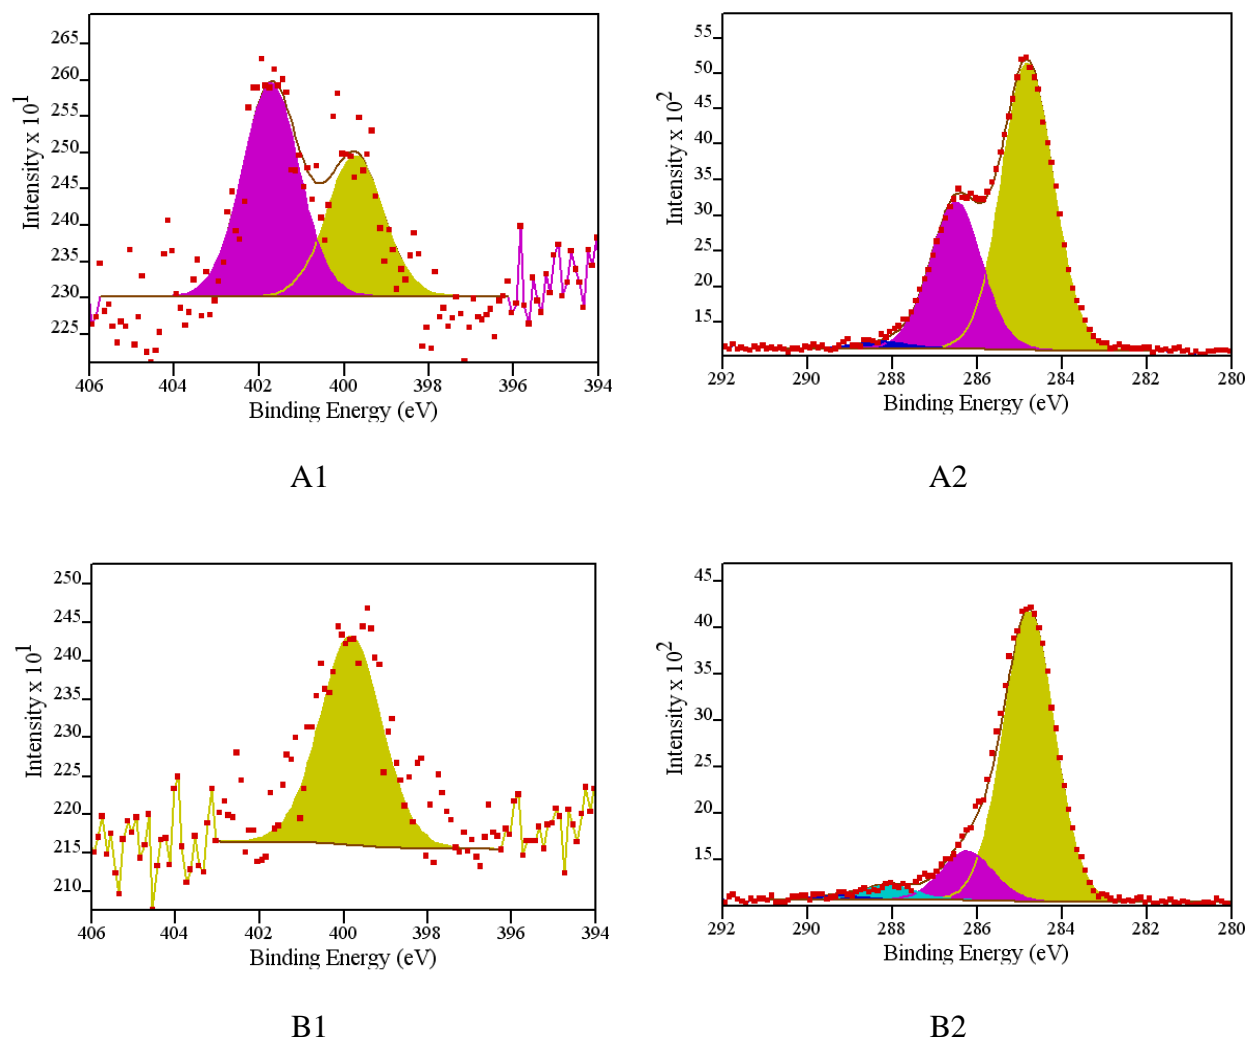 265
260
255
250
245
240
235
230
225
Intensity x 10^1
406 404 402 400 398 396 394
Binding Energy (eV)
A1
55
50
45
40
35
30
25
20
15
Intensity x 10^2
292 290 288 286 284 282 280
Binding Energy (eV)
A2
250
245
240
235
230
225
220
215
210
Intensity x 10^1
406 404 402 400 398 396 394
Binding Energy (eV)
B1
45
40
35
30
25
20
15
Intensity x 10^2
292 290 288 286 284 282 280
Binding Energy (eV)
B2